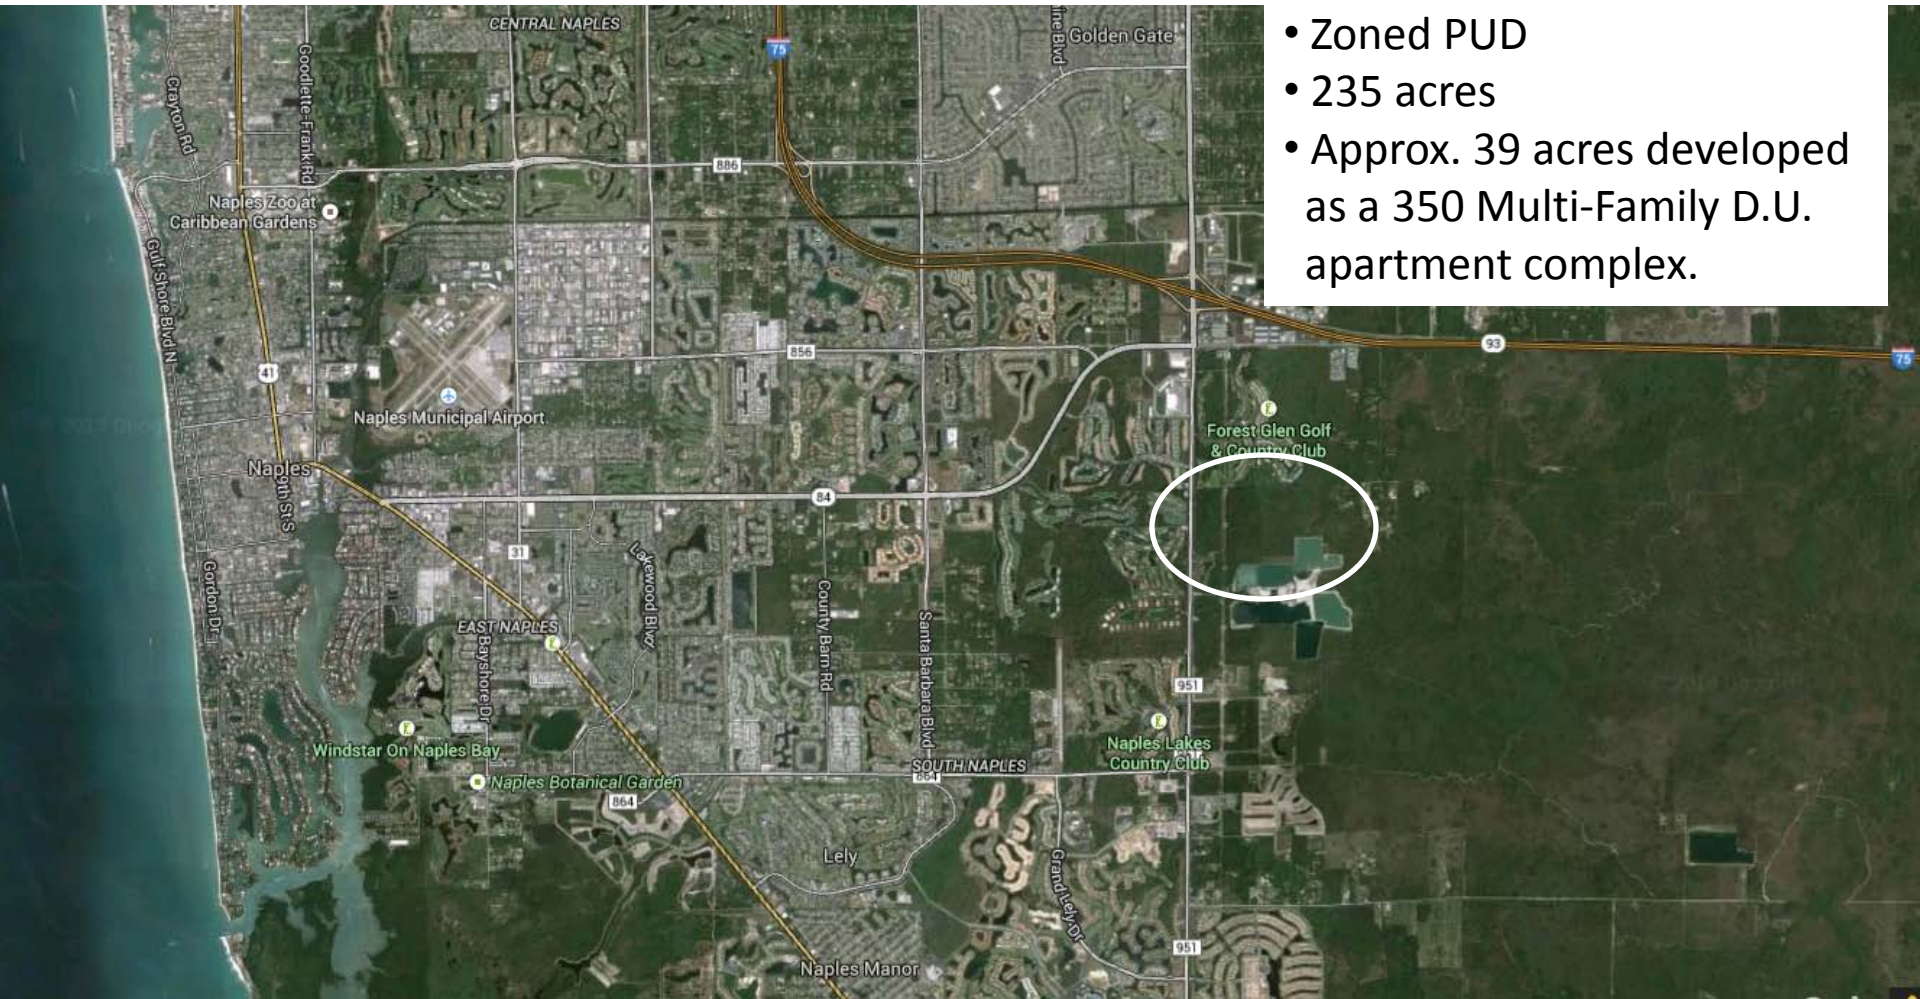 • Zoned PUD
• 235 acres
• Approx. 39 acres developed
as a 350 Multi-Family D.U.
apartment complex.
CENTRAL NAPLES
Golden Gate
75
Crayton Rd
Goodlette-Frank Rd
886
Naples Zoo at
Caribbean Gardens
Gulf Shore Blvd N
41
856
93
75
Naples Municipal Airport
Forest Glen Golf
& Country Club
Naples
9th St S
84
31
Gordon Dr
Lakewood Blvd
County Barn Rd
Santa Barbara Blvd
EAST NAPLES
Bayshore Dr
951
Windstar On Naples Bay
Naples Lakes
Country Club
SOUTH NAPLES
864
Naples Botanical Garden
864
Lely
Grand Lely Dr
951
Naples Manor